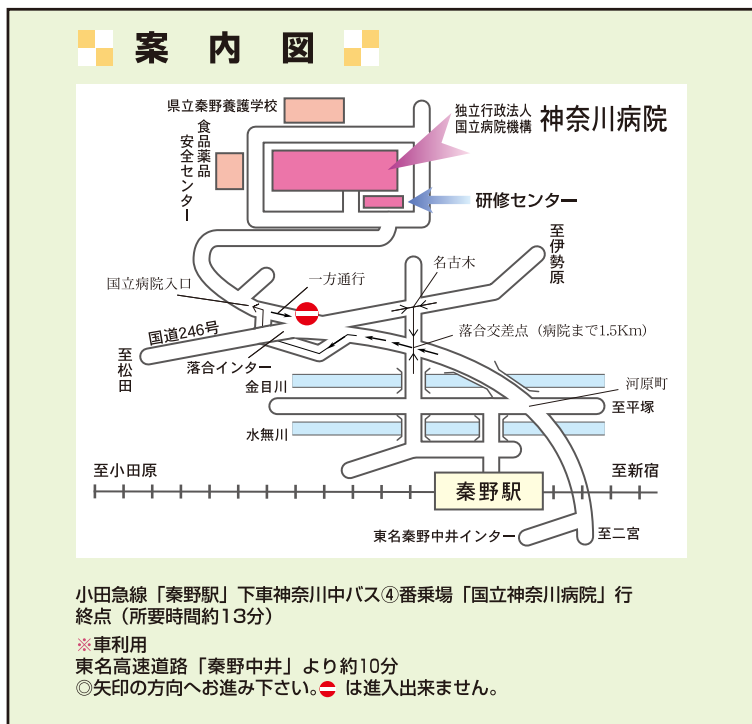 案内図
県立秦野養護学校
食品薬品
安全センター
独立行政法人
国立病院機構
神奈川病院
研修センター
至伊勢原
名古木
国立病院入口
一方通行
国道246号
落合交差点（病院まで1.5Km）
至松田
落合インター
金目川
河原町
至平塚
水無川
至小田原
至新宿
秦野駅
東名秦野中井インター
至二宮
小田急線「秦野駅」下車神奈川中バス④番乗場「国立神奈川病院」行
終点（所要時間約13分）
※車利用
東名高速道路「秦野中井」より約10分
◎矢印の方向へお進み下さい。⛔は進入出来ません。